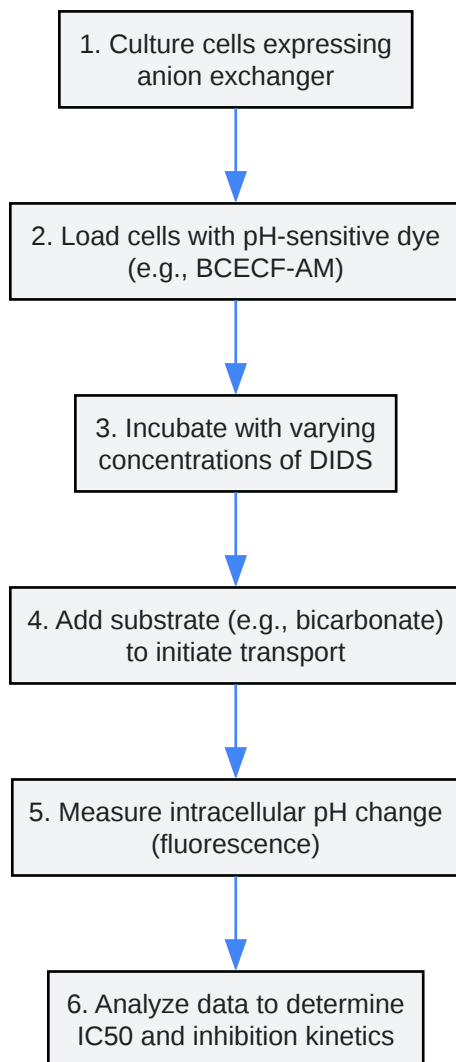 1. Culture cells expressing
anion exchanger
2. Load cells with pH-sensitive dye
(e.g., BCECF-AM)
3. Incubate with varying
concentrations of DIDS
4. Add substrate (e.g., bicarbonate)
to initiate transport
5. Measure intracellular pH change
(fluorescence)
6. Analyze data to determine
IC50 and inhibition kinetics